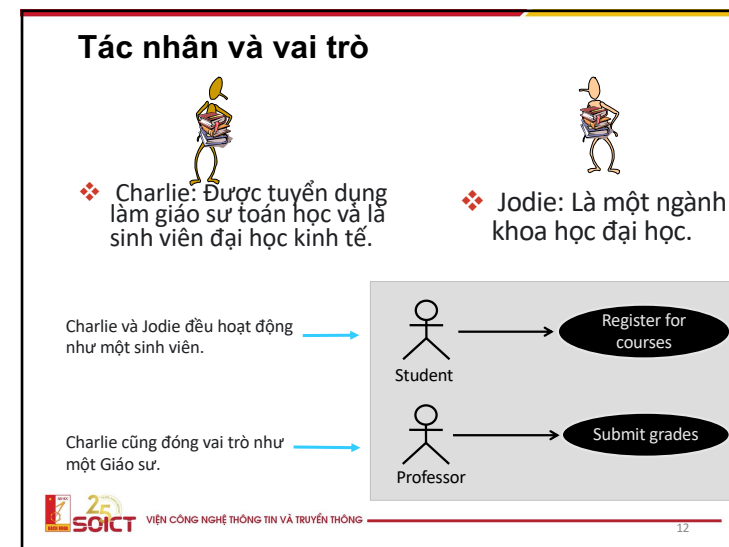 Tác nhân và vai trò
❖ Charlie: Được tuyển dụng
làm giáo sư toán học và là
sinh viên đại học kinh tế.
❖ Jodie: Là một ngành
khoa học đại học.
Charlie và Jodie đều hoạt động
như một sinh viên.
Student
Register for
courses
Charlie cũng đóng vai trò như
một Giáo sư.
Professor
Submit grades
25
SOICT
VIỆN CÔNG NGHỆ THÔNG TIN VÀ TRUYỀN THÔNG
12